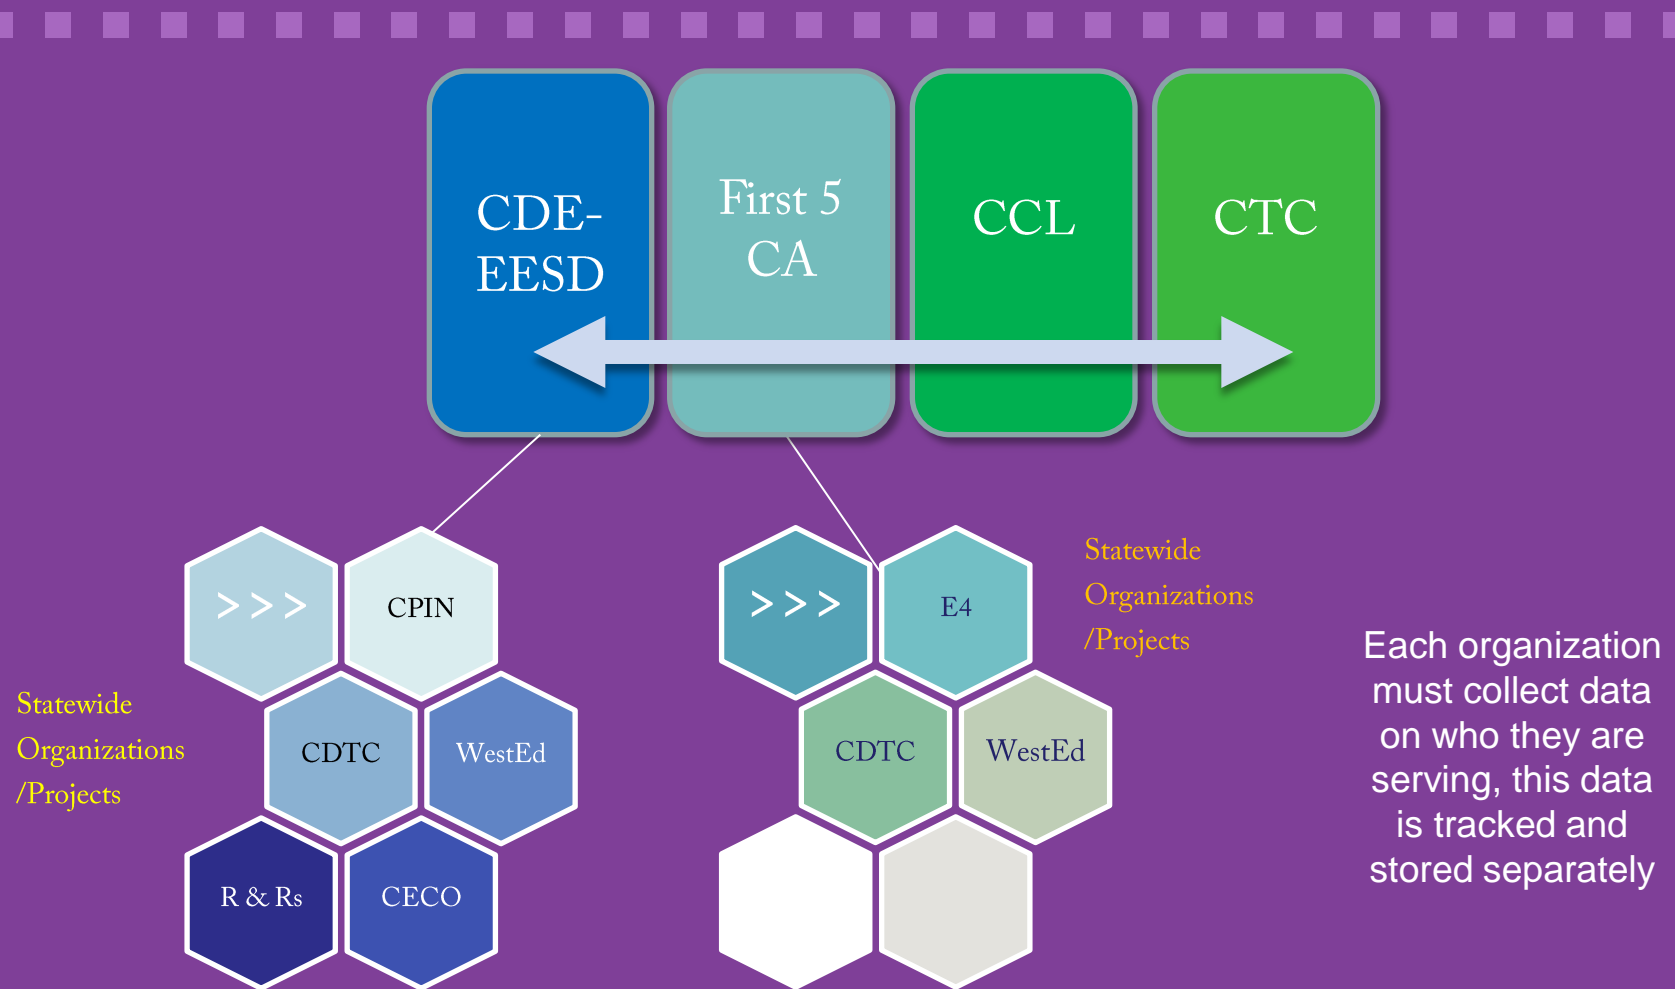 CDE-
EESD
First 5
CA
CCL
CTC
>>>
CPIN
CDTC
WestEd
R & Rs
CECO
Statewide
Organizations
/Projects
>>>
E4
CDTC
WestEd
Statewide
Organizations
/Projects
Each organization
must collect data
on who they are
serving, this data
is tracked and
stored separately